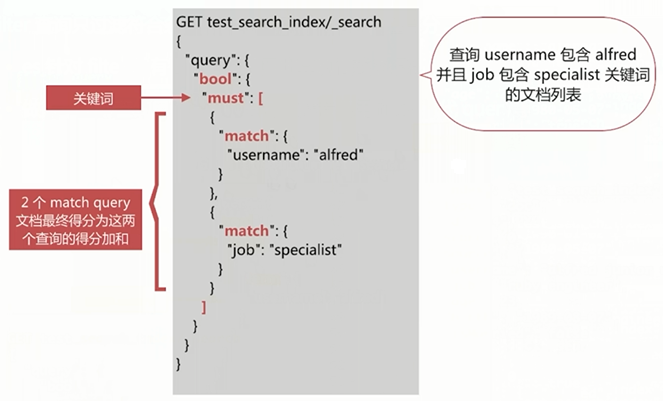 GET test_search_index/_search
{
"query": {
"bool": {
"must": [
{
"match": {
"username": "alfred"
}
},
{
"match": {
"job": "specialist"
}
}
]
}
}
}
关键词
2 个 match query
文档最终得分为这两
个查询的得分加和
查询 username 包含 alfred
并且 job 包含 specialist 关键词
的文档列表